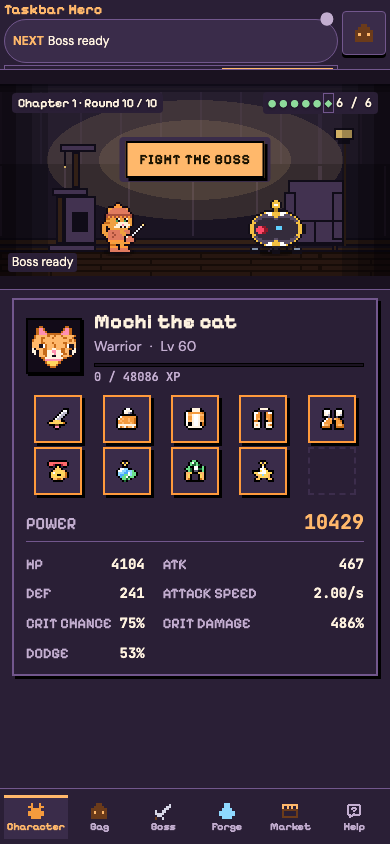 Taskbar Hero
NEXT Boss ready
Chapter 1 · Round 10 / 10
6 / 6
FIGHT THE BOSS
Boss ready
Mochi the cat
Warrior · Lv 60
0 / 48086 XP
POWER 10429
HP 4104 ATK 467
DEF 241 ATTACK SPEED 2.00/s
CRIT CHANCE 75% CRIT DAMAGE 486%
DODGE 53%
Character Bag Boss Forge Market Help